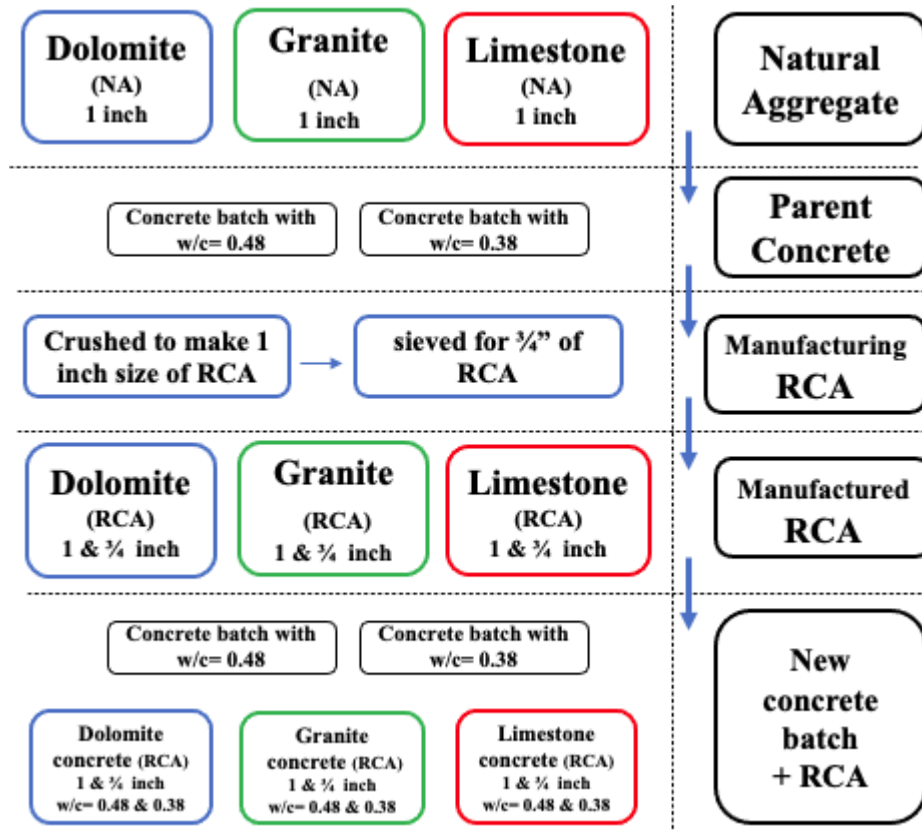 Dolomite
(NA)
1 inch
Granite
(NA)
1 inch
Limestone
(NA)
1 inch
Natural
Aggregate
Concrete batch with
w/c= 0.48
Concrete batch with
w/c= 0.38
Parent
Concrete
Crushed to make 1
inch size of RCA
sieved for ¾” of
RCA
Manufacturing
RCA
Dolomite
(RCA)
1 & ¾ inch
Granite
(RCA)
1 & ¾ inch
Limestone
(RCA)
1 & ¾ inch
Manufactured
RCA
Concrete batch with
w/c= 0.48
Concrete batch with
w/c= 0.38
Dolomite
concrete (RCA)
1 & ¾ inch
w/c= 0.48 & 0.38
Granite
concrete (RCA)
1 & ¾ inch
w/c= 0.48 & 0.38
Limestone
concrete (RCA)
1 & ¾ inch
w/c= 0.48 & 0.38
New
concrete
batch
+ RCA